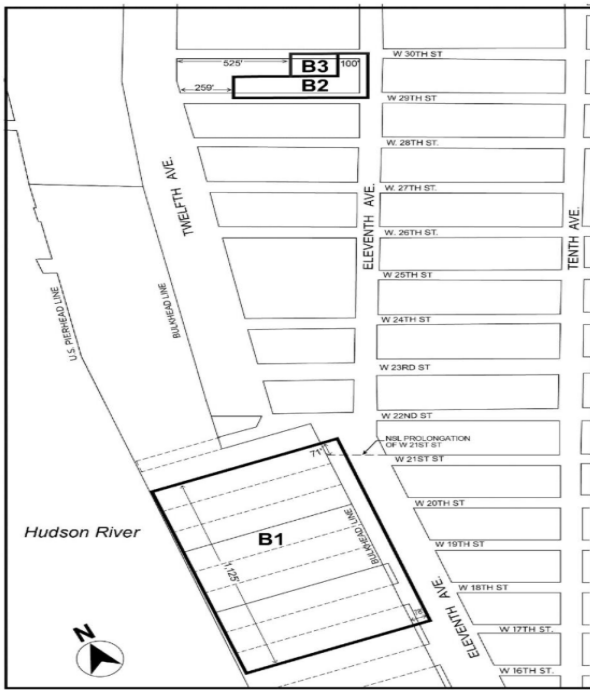 W 30TH ST
525'
B3
100'
259'
B2
W 29TH ST
W. 28TH ST.
TWELFTH AVE.
W. 27TH ST.
ELEVENTH AVE.
TENTH AVE.
W. 26TH ST.
W 25TH ST
U.S. PIERHEAD LINE
BULKHEAD LINE
W 24TH ST
W 23RD ST
W 22ND ST
NSL PROLONGATION
OF W 21ST ST
71'
W 21ST ST
W 20TH ST
Hudson River
B1
BULKHEAD LINE
W 19TH ST
1,125'
W 18TH ST
ELEVENTH AVE.
W 17TH ST.
N
W 16TH ST.